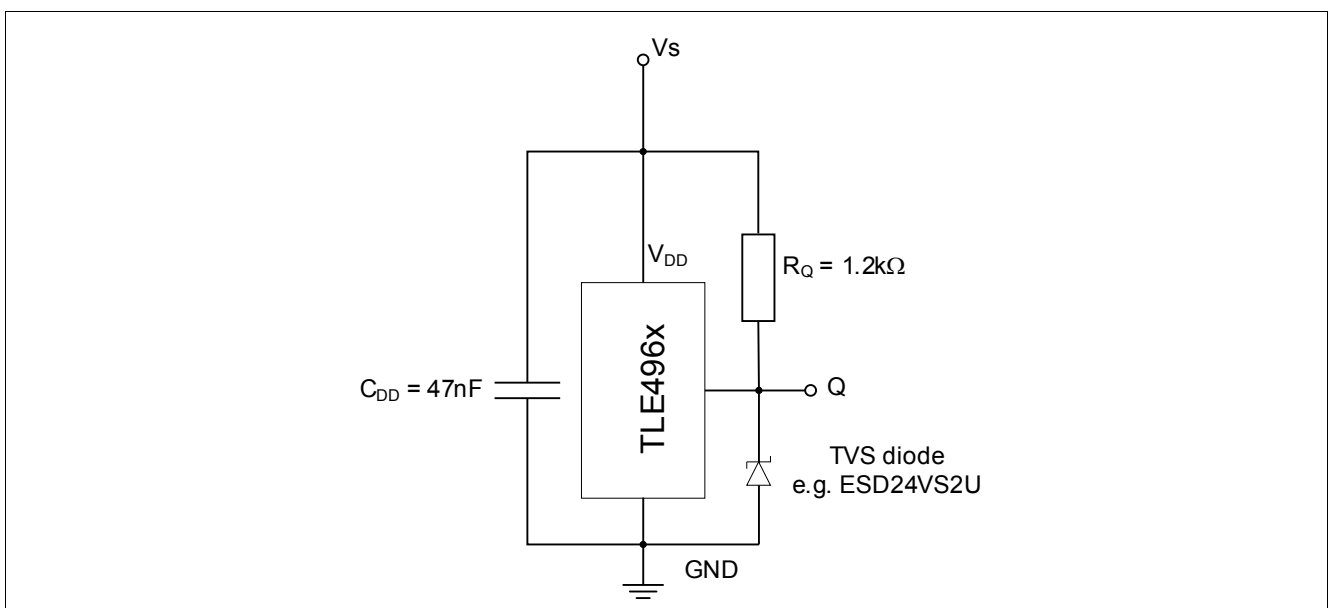 Vs
VDD
RQ = 1.2kΩ
TLE496x
CDD = 47nF
Q
TVS diode
e.g. ESD24VS2U
GND